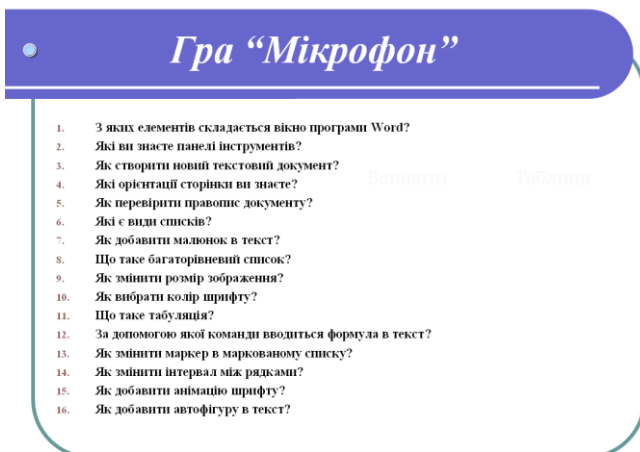 Гра “Мікрофон”
1. З яких елементів складається вікно програми Word?
2. Які ви знаєте панелі інструментів?
3. Як створити новий текстовий документ?
Вставити Таблиця
4. Які орієнтації сторінки ви знаєте?
5. Як перевірити правопис документу?
6. Які є види списків?
7. Як добавити малюнок в текст?
8. Що таке багаторівневий список?
9. Як змінити розмір зображення?
10. Як вибрати колір шрифту?
11. Що таке табуляція?
12. За допомогою якої команди вводиться формула в текст?
13. Як змінити маркер в маркованому списку?
14. Як змінити інтервал між рядками?
15. Як добавити анімацію шрифту?
16. Як добавити автофігуру в текст?